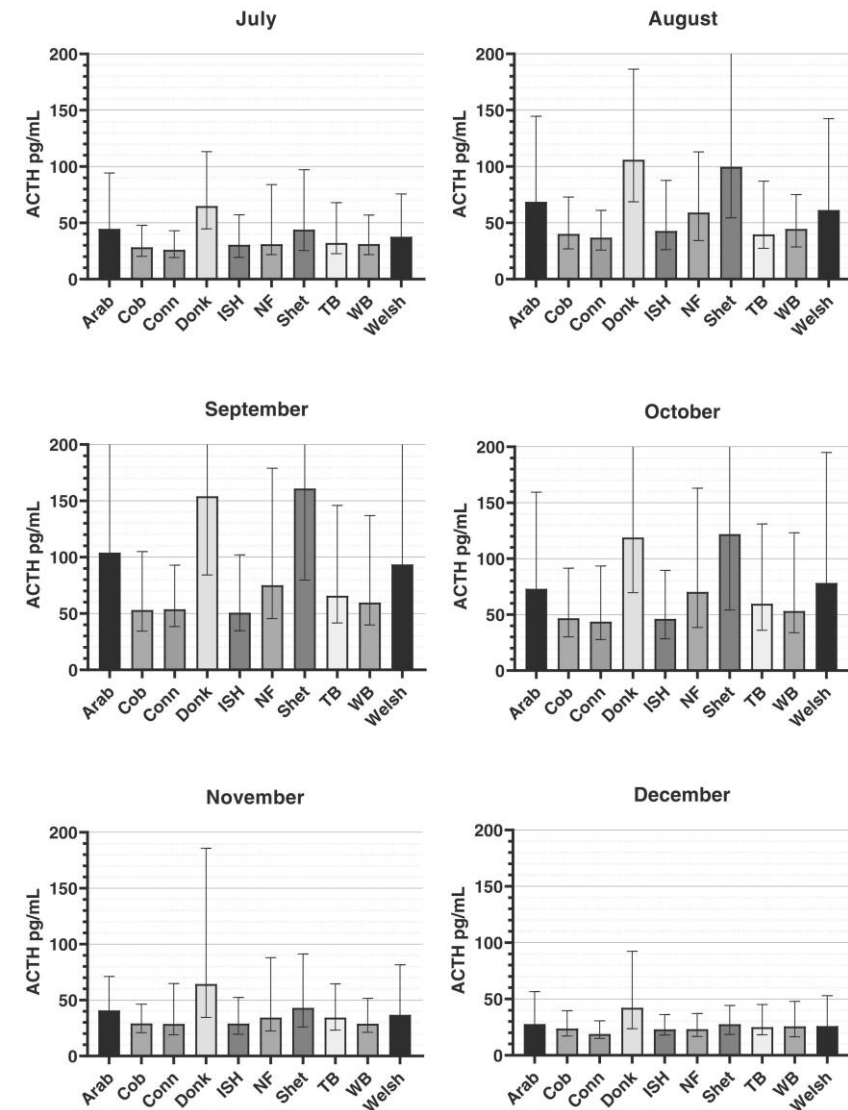 July
August
ACTH pg/mL
200
150
100
50
0
Arab Cob Conn Donk ISH NF Shet TB WB Welsh
ACTH pg/mL
200
150
100
50
0
Arab Cob Conn Donk ISH NF Shet TB WB Welsh
September
October
ACTH pg/mL
200
150
100
50
0
Arab Cob Conn Donk ISH NF Shet TB WB Welsh
ACTH pg/mL
200
150
100
50
0
Arab Cob Conn Donk ISH NF Shet TB WB Welsh
November
December
ACTH pg/mL
200
150
100
50
0
Arab Cob Conn Donk ISH NF Shet TB WB Welsh
ACTH pg/mL
200
150
100
50
0
Arab Cob Conn Donk ISH NF Shet TB WB Welsh